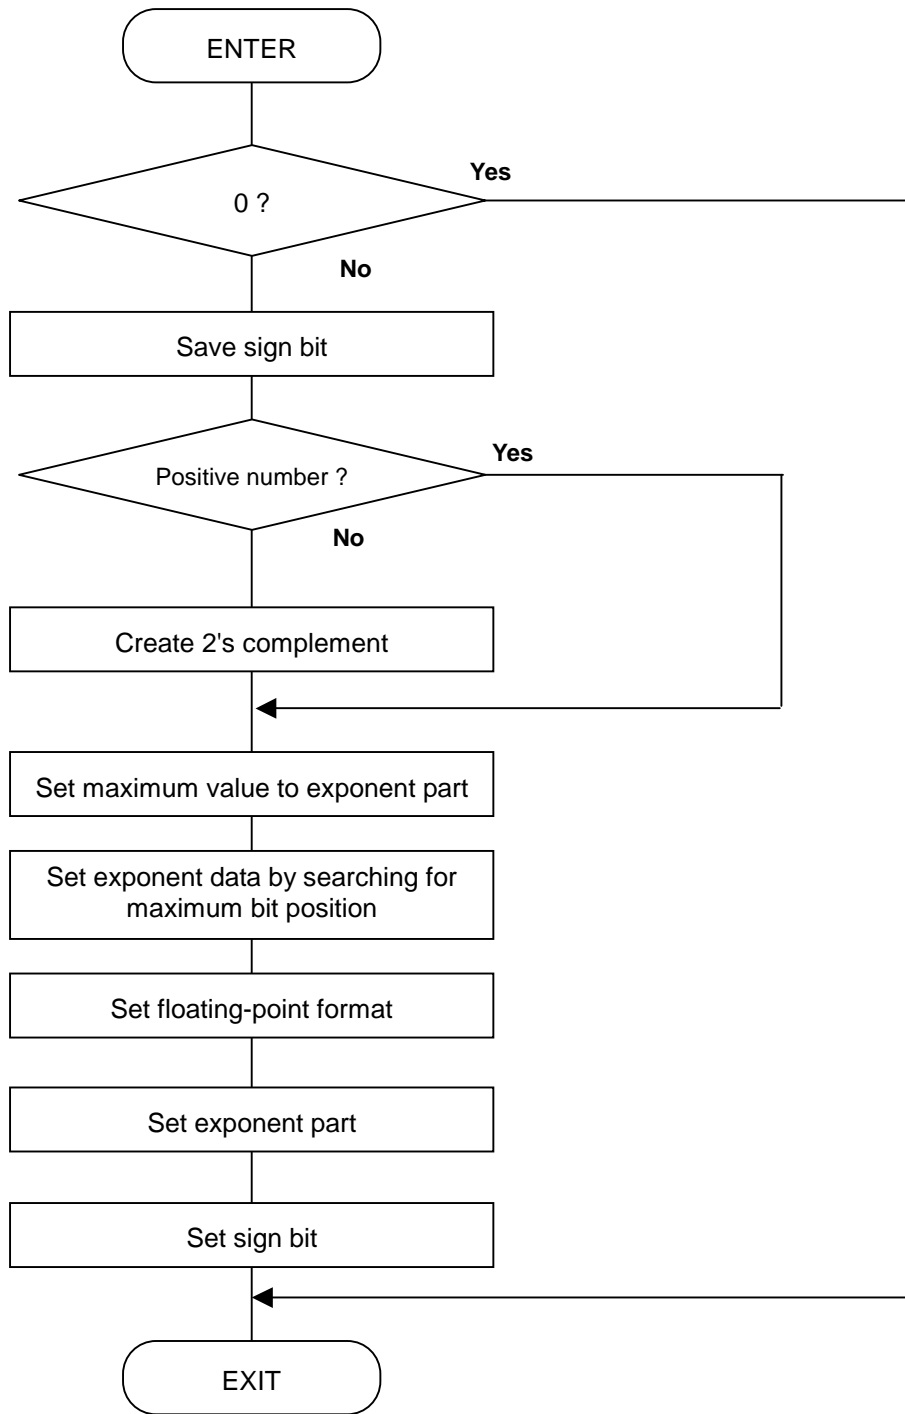 ENTER
Yes
0 ?
No
Save sign bit
Yes
Positive number ?
No
Create 2's complement
Set maximum value to exponent part
Set exponent data by searching for
maximum bit position
Set floating-point format
Set exponent part
Set sign bit
EXIT